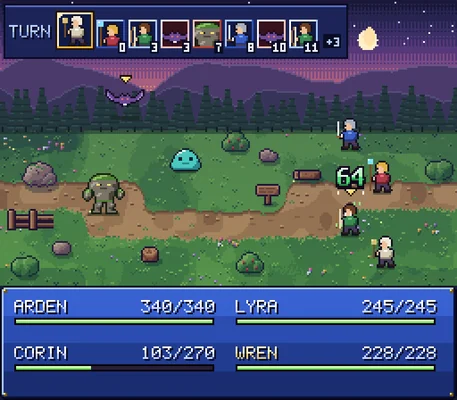 TURN
0 3 3 7 8 10 11 +3
64
ARDEN 340/340 LYRA 245/245
CORIN 103/270 WREN 228/228